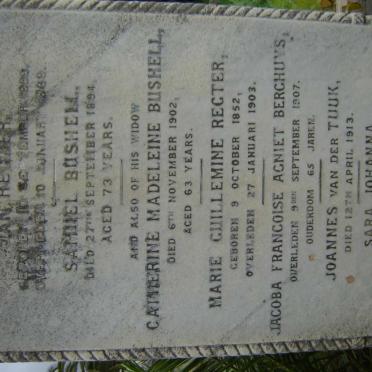 SAMUEL BUSHELL,
DIED 27TH SEPTEMBER 1894,
AGED 73 YEARS.
AND ALSO OF HIS WIDOW
CATHERINE MADELEINE BUSHELL,
DIED 6TH NOVEMBER 1902,
AGED 63 YEARS.
MARIE GUILLEMINE REGTER,
GEBOREN 9 OCTOBER 1852,
OVERLEDEN 27 JANUARI 1903.
JACOBA FRANCOISE AGNIET BERGHUYS,
OVERLEDEN 9DEN SEPTEMBER 1907.
OUDERDOM 65 JAREN.
JOANNES VAN DER TUUK,
DIED 12TH APRIL 1913.
SARA JOHANNA